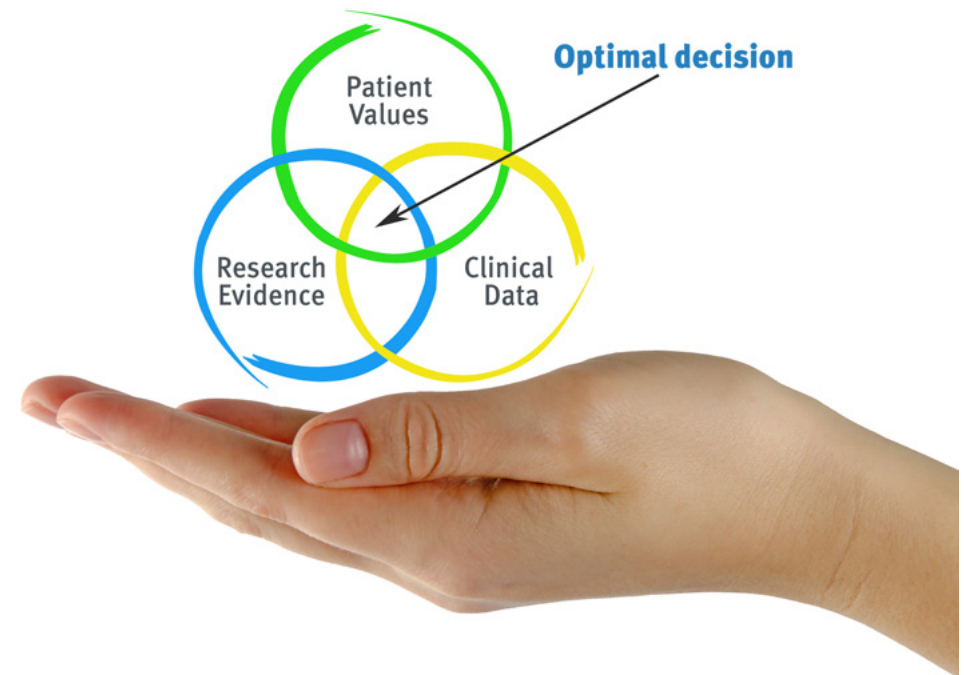 Optimal decision
Patient
Values
Research
Evidence
Clinical
Data